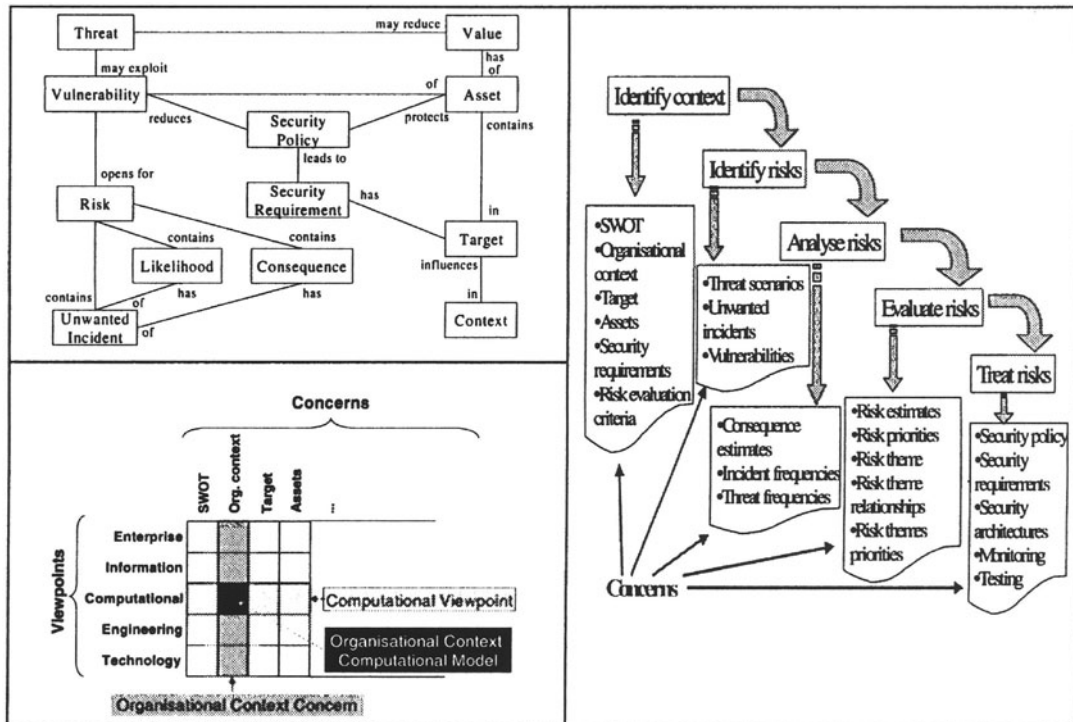 Threat
may reduce
Value
may exploit
has
of
Vulnerability
of
Asset
reduces
Security
Policy
protects
contains
leads to
opens for
Security
Requirement
has
Risk
in
Target
contains
contains
influences
Likelihood
Consequence
contains
of
has
has
in
Unwanted
Incident
of
Context
Concerns
SWOT
Org. context
Target
Assets
...
Viewpoints
Enterprise
Information
Computational
Engineering
Technology
Computational Viewpoint
Organisational Context
Computational Model
Organisational Context Concern
Identify context
Identify risks
Analyse risks
Evaluate risks
Treat risks
•SWOT
•Organisational
context
•Target
•Assets
•Security
requirements
•Risk evaluation
criteria
•Threat scenarios
•Unwanted
incidents
•Vulnerabilities
•Consequence
estimates
•Incident frequencies
•Threat frequencies
•Risk estimates
•Risk priorities
•Risk theme
•Risk theme
relationships
•Risk themes
priorities
•Security policy
•Security
requirements
•Security
architectures
•Monitoring
•Testing
Concerns